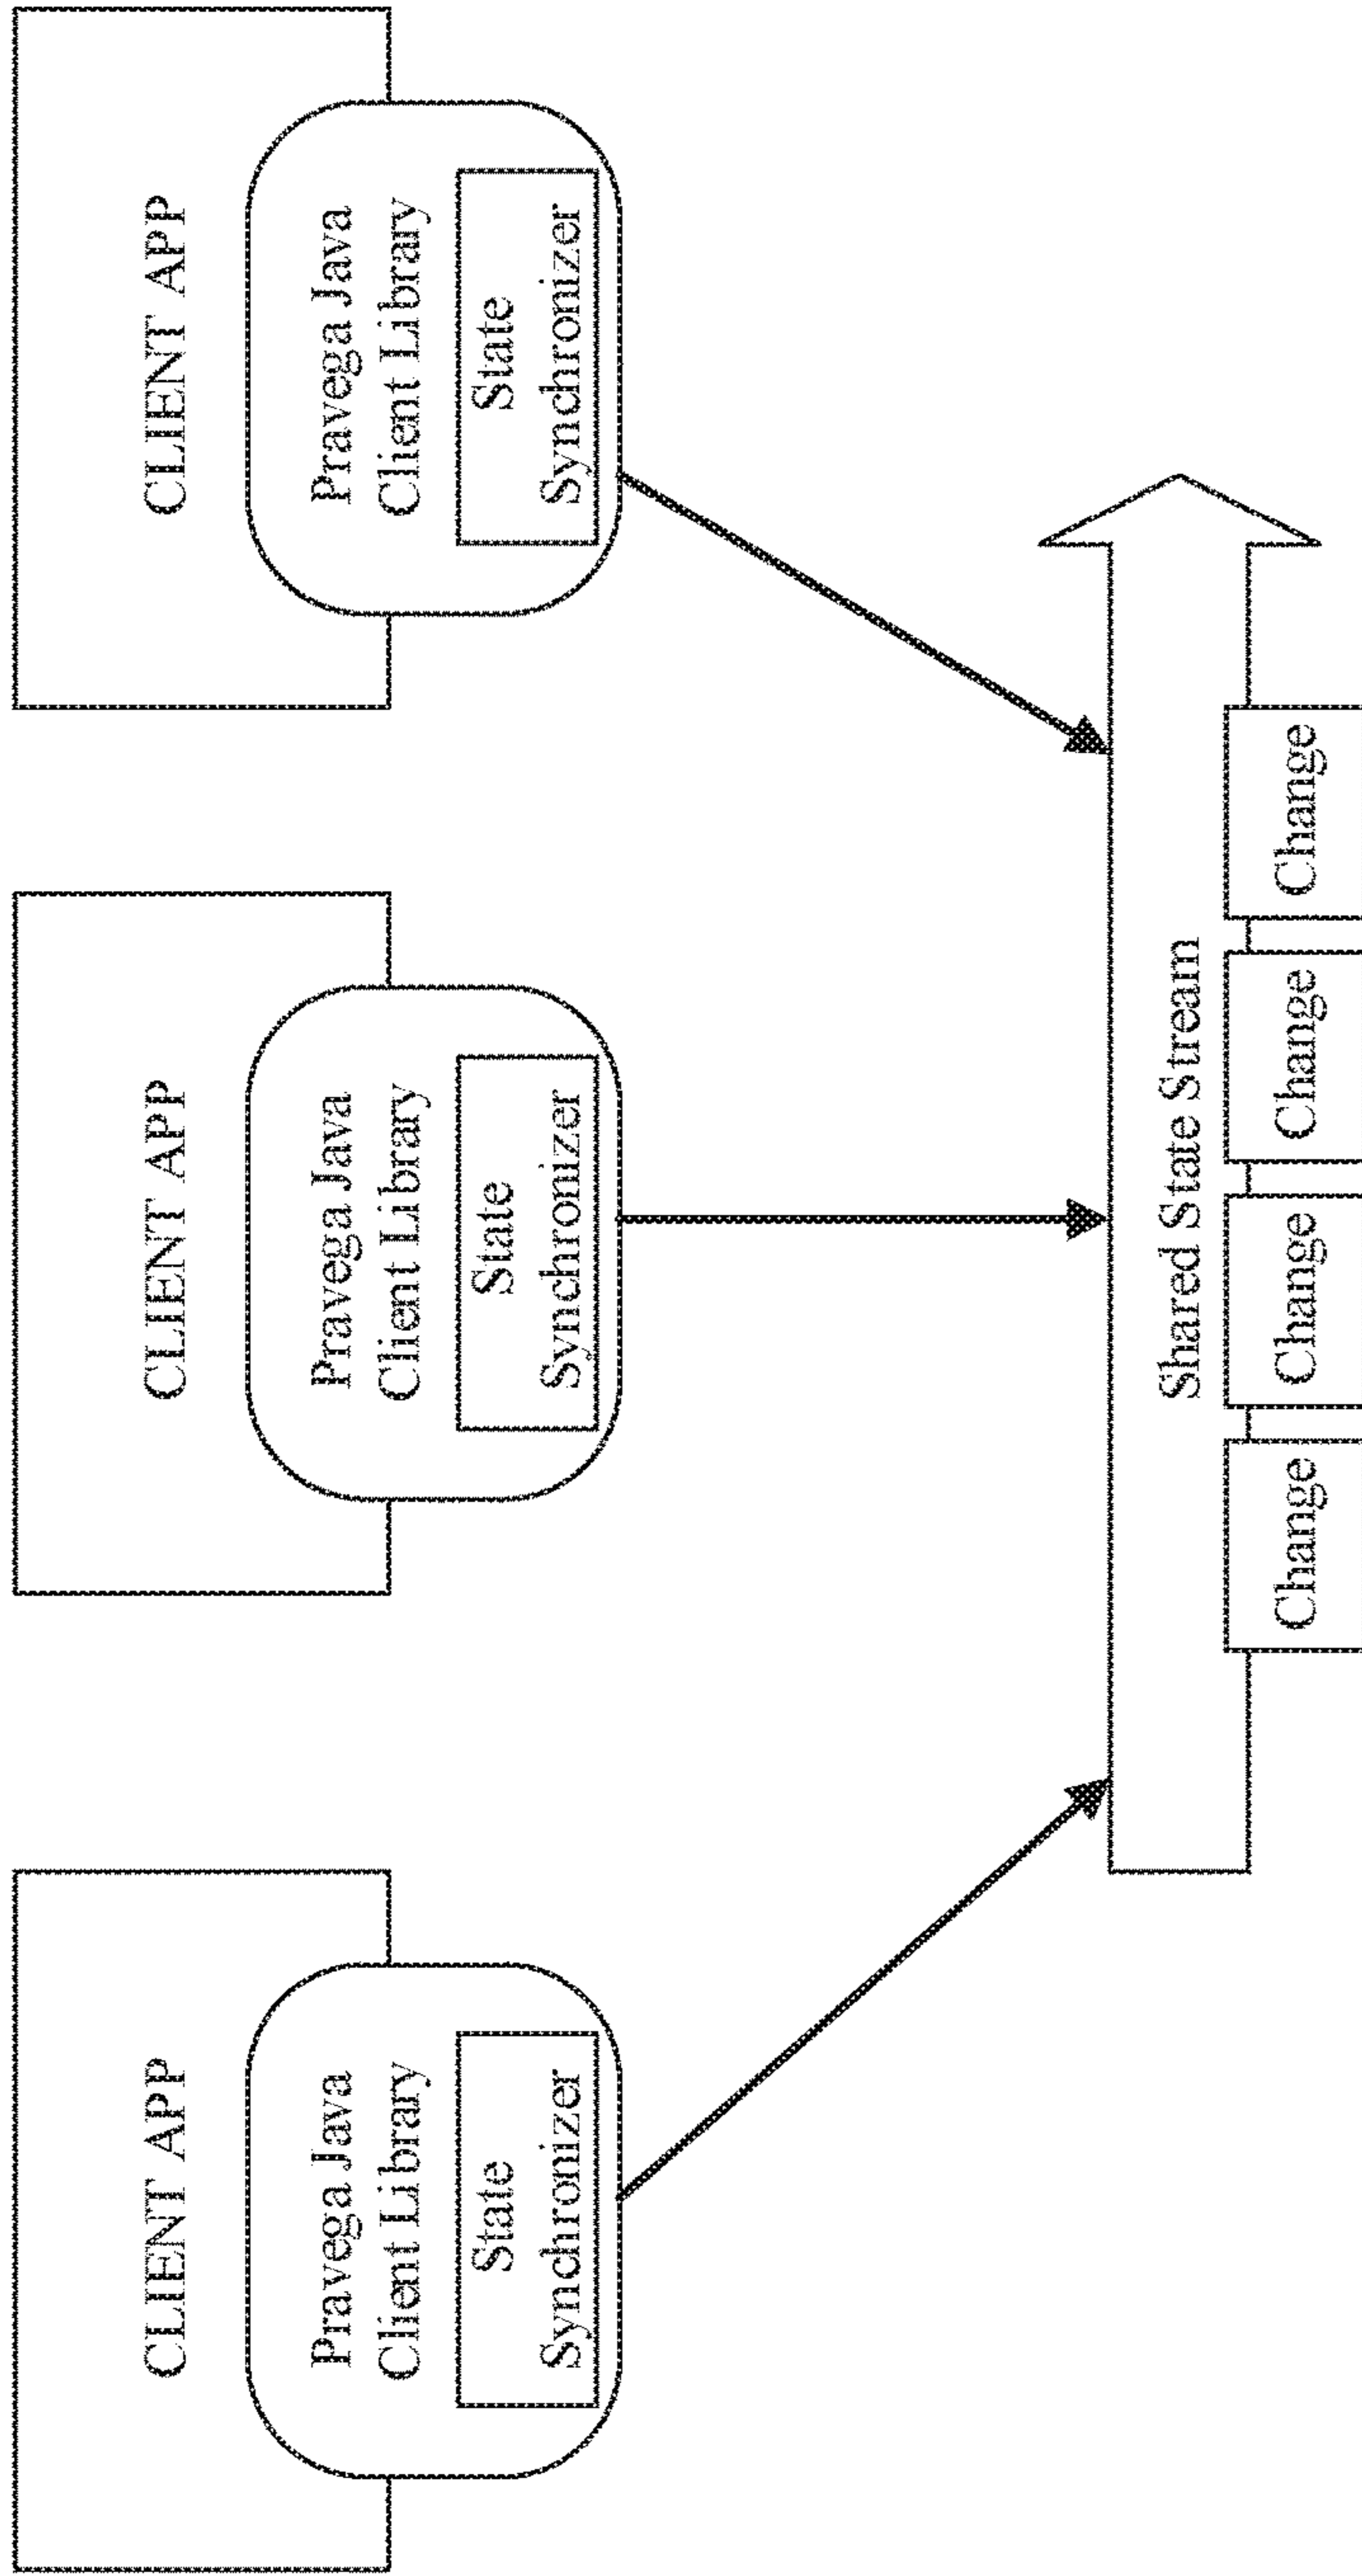 CLIENT APP
Pravega Java
Client Library
State
Synchronizer
CLIENT APP
Pravega Java
Client Library
State
Synchronizer
CLIENT APP
Pravega Java
Client Library
State
Synchronizer
Shared State Stream
Change
Change
Change
Change